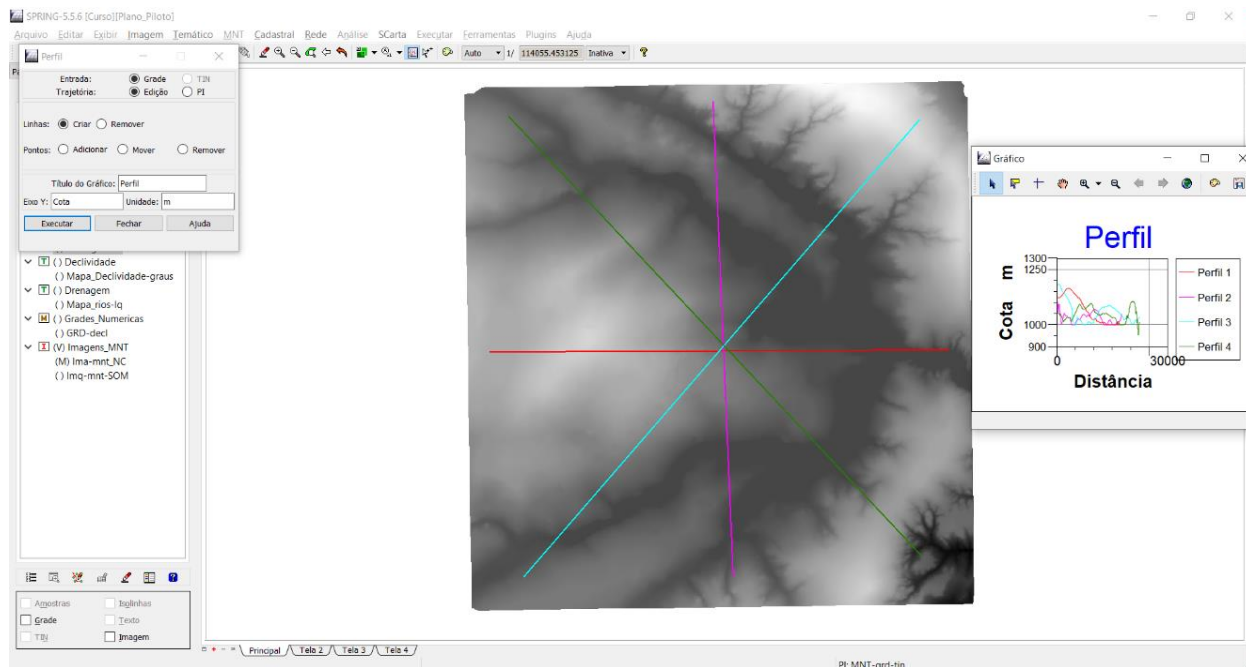 SPRING-5.5.6 [Curso][Plano_Piloto]
Arquivo Editar Exibir Imagem Temático MNT Cadastral Rede Análise SCarta Executar Ferramentas Plugins Ajuda
Auto 1/ 114055.453125 Inativa
Perfil
Entrada: Grade TIN
Trajetória: Edição PI
Linhas: Criar Remover
Pontos: Adicionar Mover Remover
Título do Gráfico: Perfil
Eixo Y: Cota Unidade: m
Executar Fechar Ajuda
( ) Declividade
( ) Mapa_Declividade-graus
( ) Drenagem
( ) Mapa_rios-lq
( ) Grades_Numericas
( ) GRD-decl
(V) Imagens_MNT
(M) Ima-mnt_NC
( ) Imq-mnt-SOM
Amostras Isolinhas
Grade Texto
TIN Imagem
Principal Tela 2 Tela 3 Tela 4
PI: MNT-grd-tin
Gráfico
Perfil
Cota m
1300
1250
1000
900
0 30000
Distância
Perfil 1
Perfil 2
Perfil 3
Perfil 4